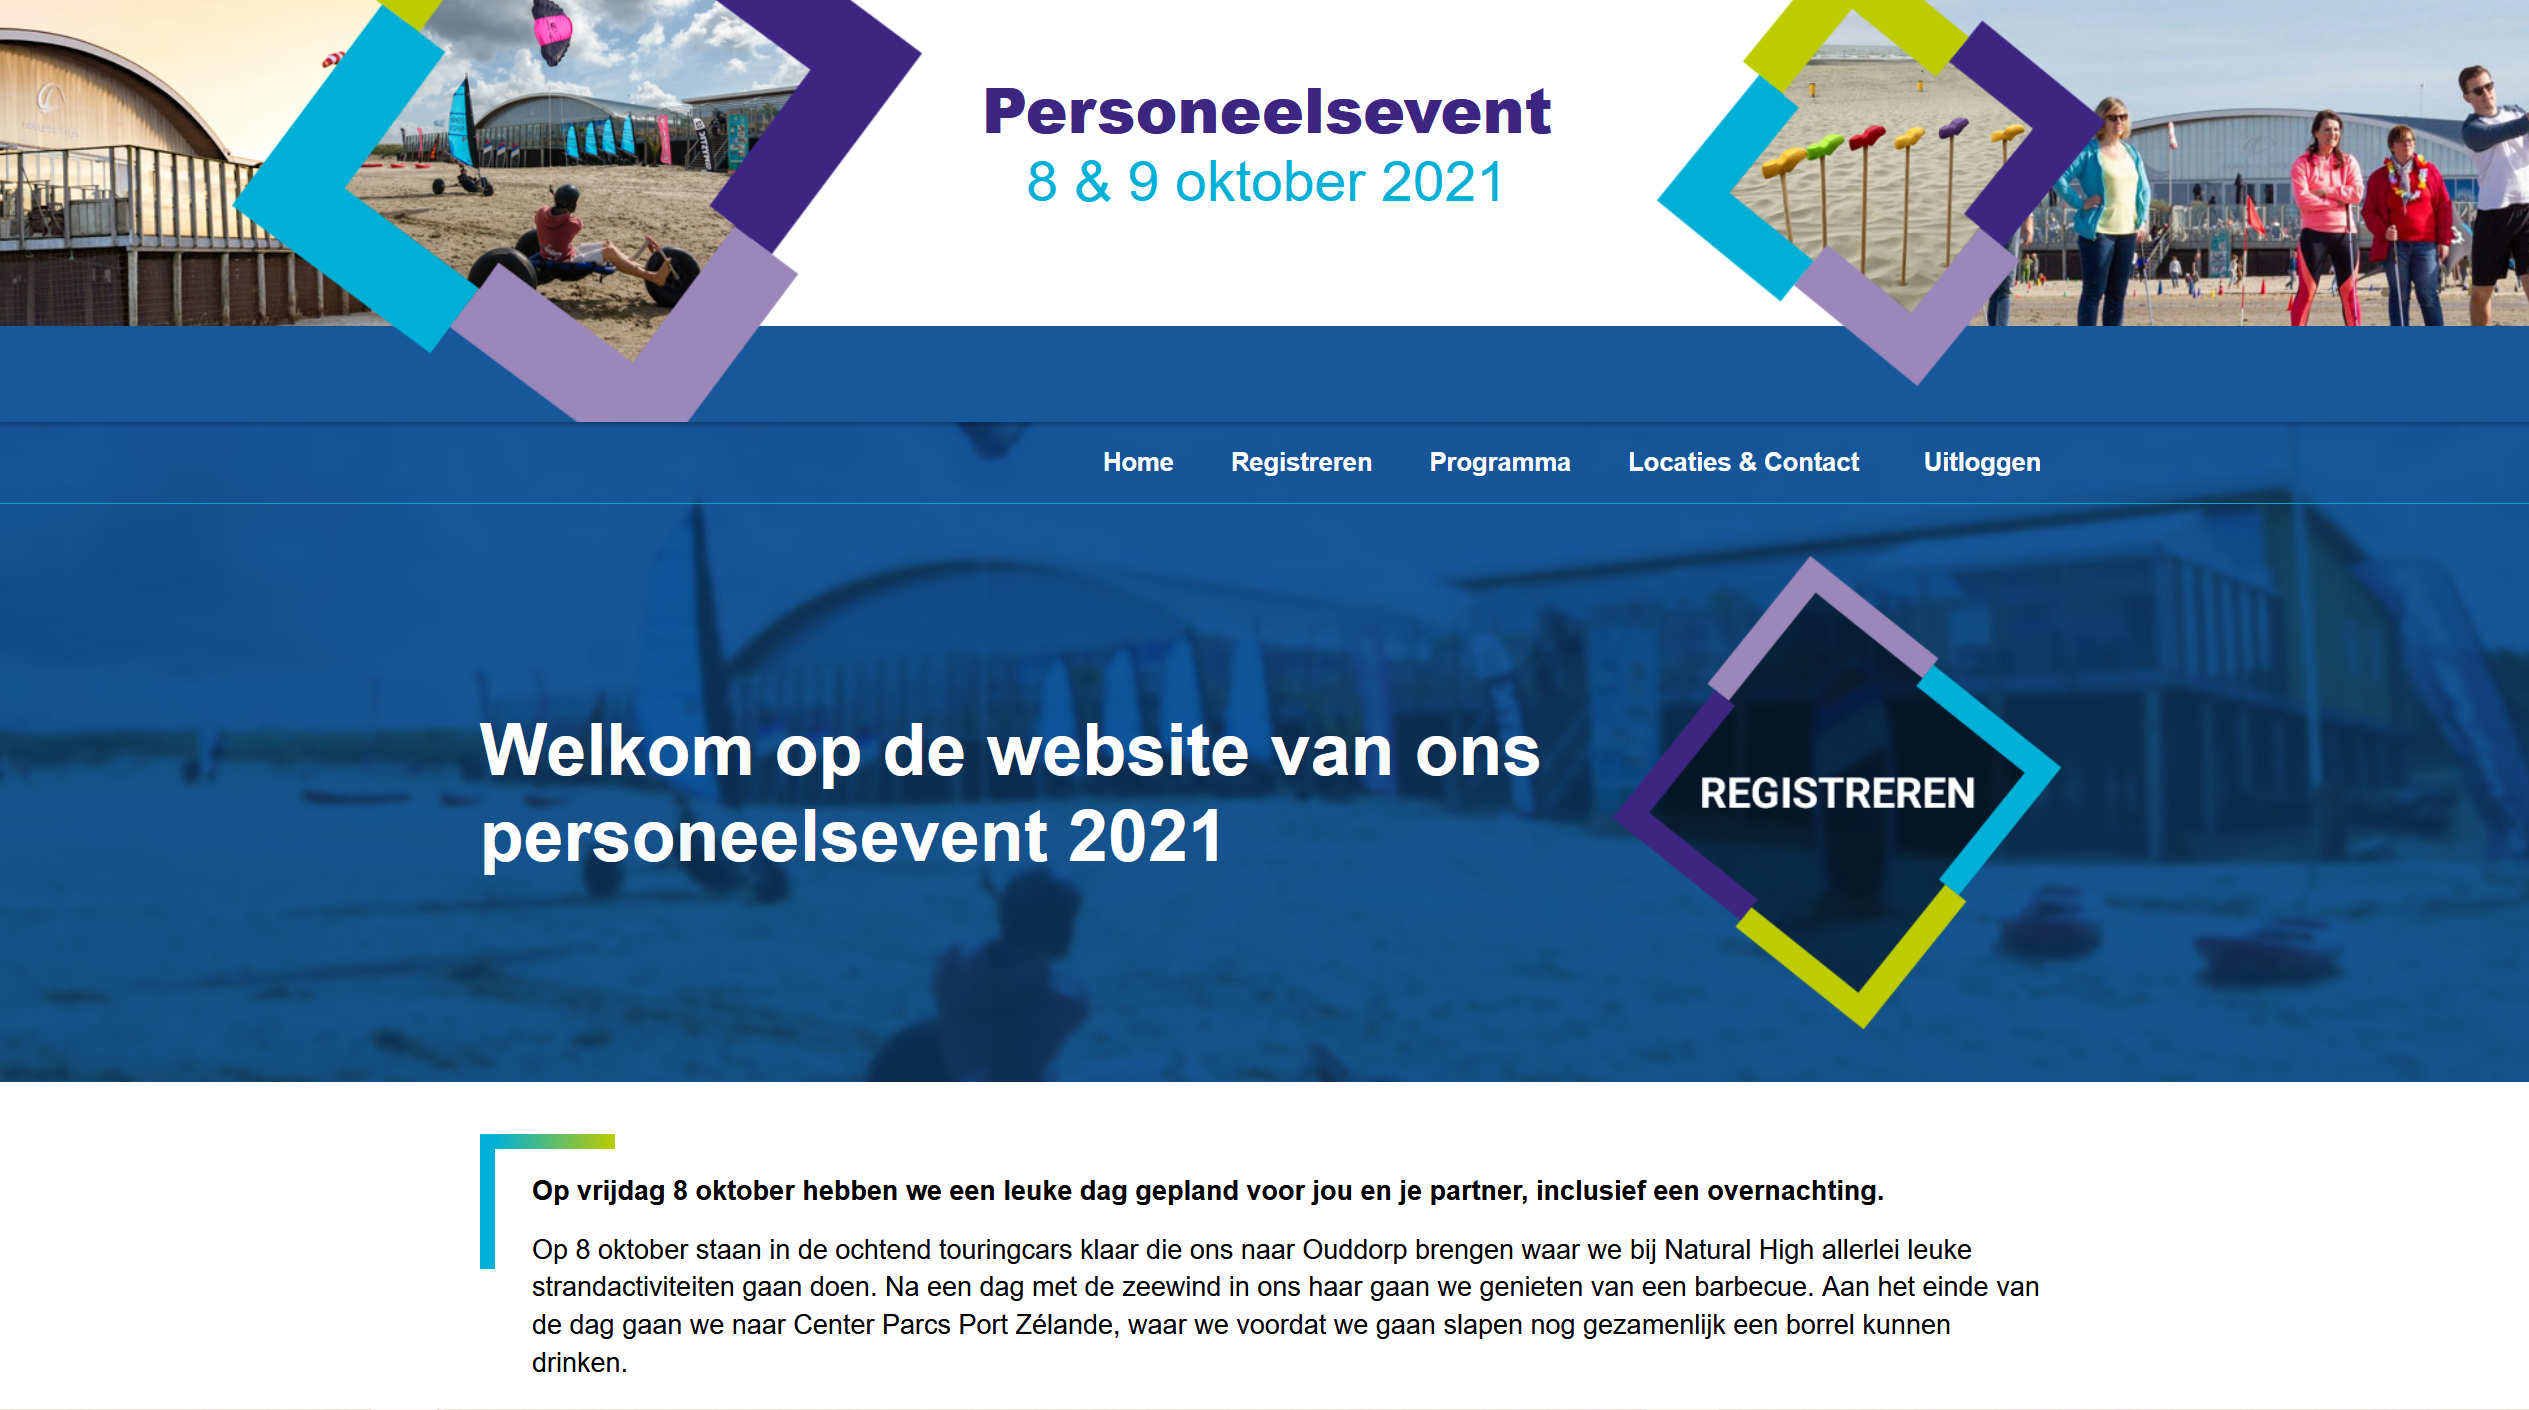 Personeelsevent
8 & 9 oktober 2021
Home Registreren Programma Locaties & Contact Uitloggen
Welkom op de website van ons
personeelsevent 2021
REGISTREREN
Op vrijdag 8 oktober hebben we een leuke dag gepland voor jou en je partner, inclusief een overnachting.
Op 8 oktober staan in de ochtend touringcars klaar die ons naar Ouddorp brengen waar we bij Natural High allerlei leuke
strandactiviteiten gaan doen. Na een dag met de zeewind in ons haar gaan we genieten van een barbecue. Aan het einde van
de dag gaan we naar Center Parcs Port Zélande, waar we voordat we gaan slapen nog gezamenlijk een borrel kunnen
drinken.